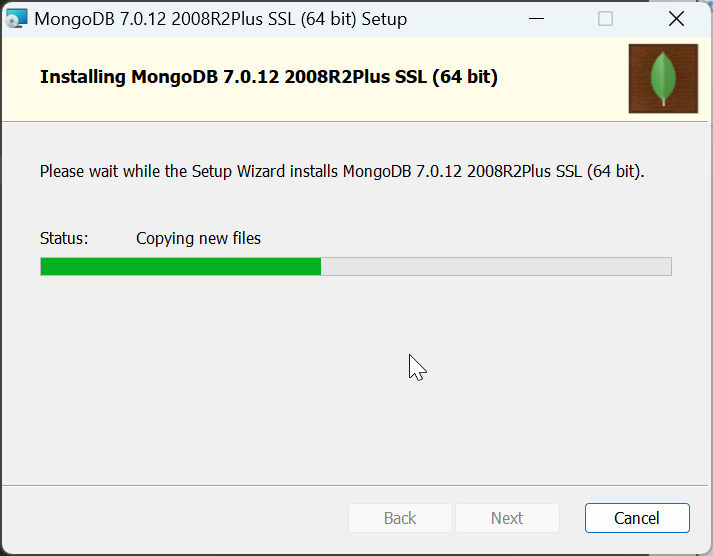 MongoDB 7.0.12 2008R2Plus SSL (64 bit) Setup
Installing MongoDB 7.0.12 2008R2Plus SSL (64 bit)
Please wait while the Setup Wizard installs MongoDB 7.0.12 2008R2Plus SSL (64 bit).
Status: Copying new files
Back Next Cancel